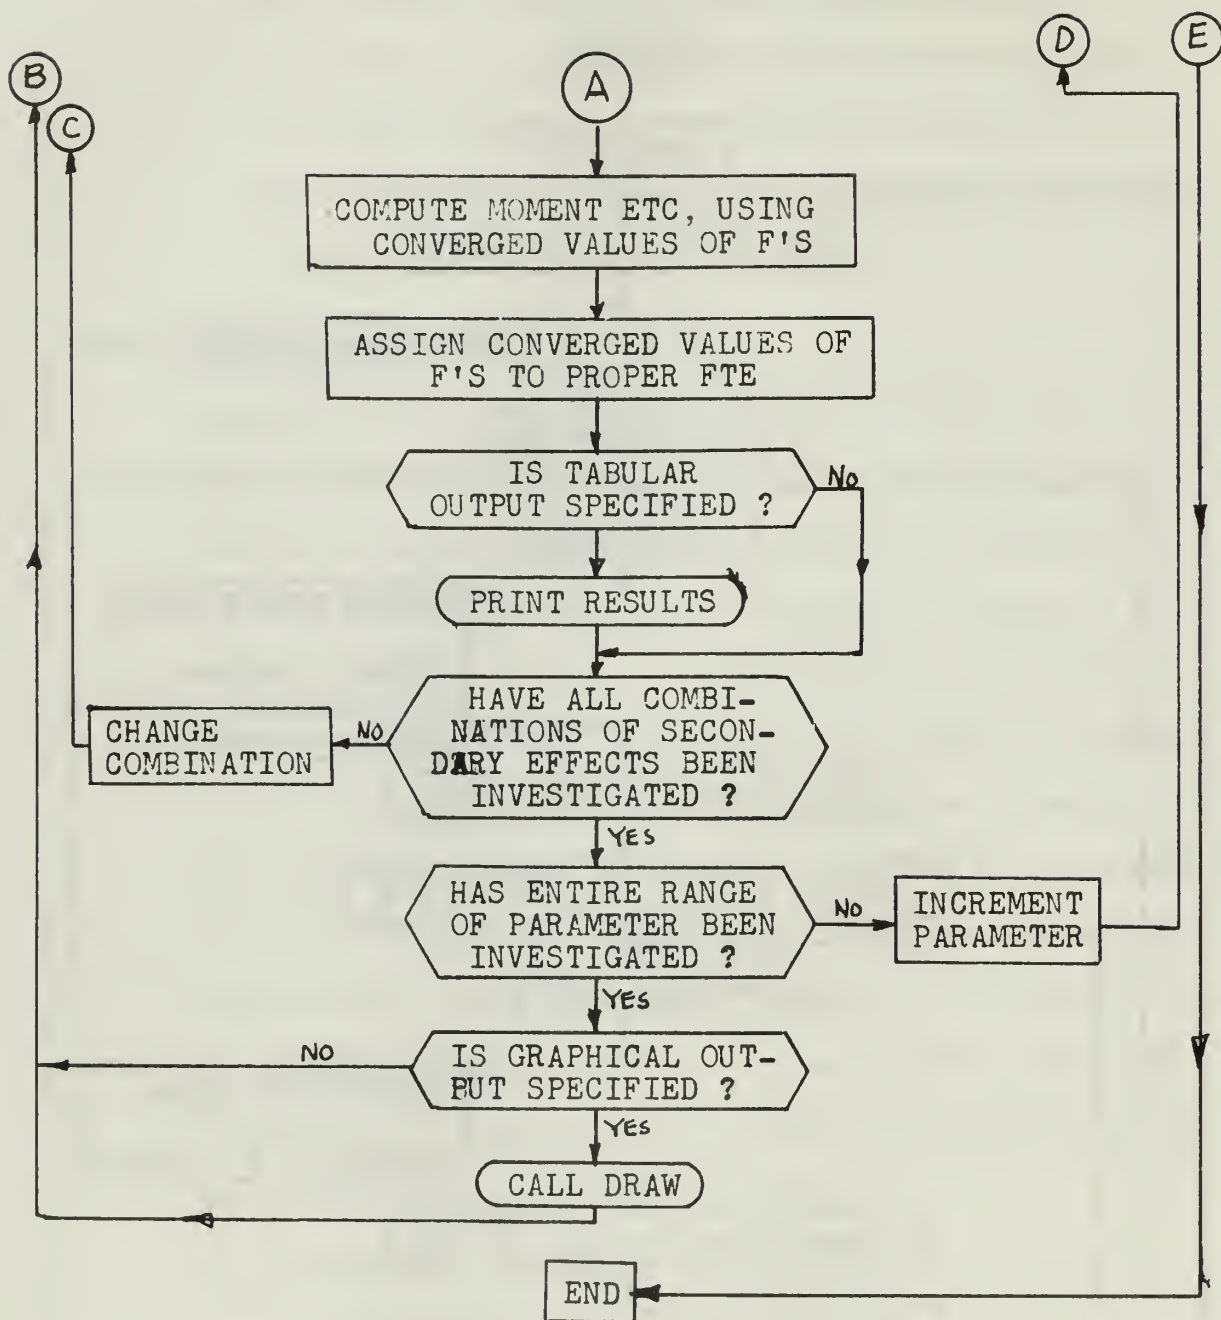 D
E
B
A
C
COMPUTE MOMENT ETC, USING
CONVERGED VALUES OF F'S
ASSIGN CONVERGED VALUES OF
F'S TO PROPER FTE
IS TABULAR
OUTPUT SPECIFIED ?
NO
PRINT RESULTS
HAVE ALL COMBI-
NATIONS OF SECON-
DARY EFFECTS BEEN
INVESTIGATED ?
NO
CHANGE
COMBINATION
YES
HAS ENTIRE RANGE
OF PARAMETER BEEN
INVESTIGATED ?
NO
INCREMENT
PARAMETER
YES
IS GRAPHICAL OUT-
PUT SPECIFIED ?
NO
YES
CALL DRAW
END